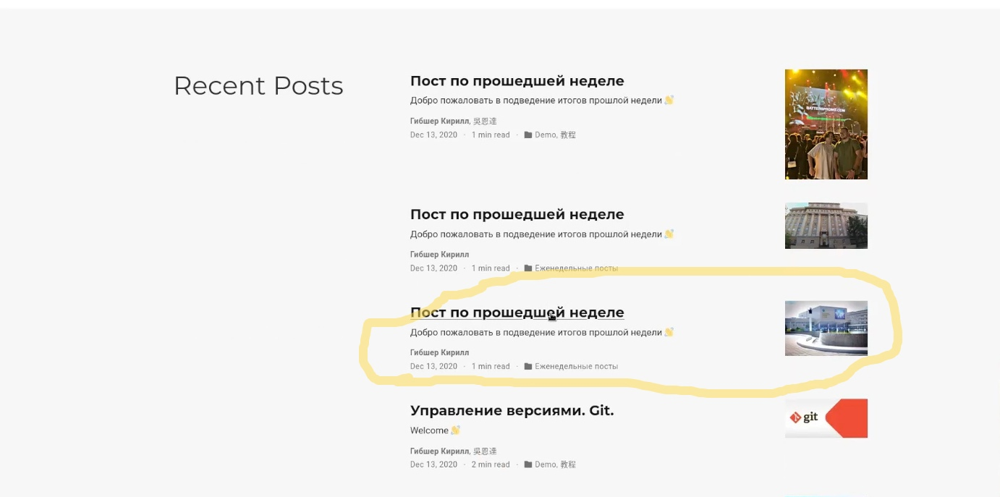 Recent Posts
Пост по прошедшей неделе
Добро пожаловать в подведение итогов прошлой недели 👋
Гибшер Кирилл, 吳恩達
Dec 13, 2020 · 1 min read · Demo, 教程
Пост по прошедшей неделе
Добро пожаловать в подведение итогов прошлой недели 👋
Гибшер Кирилл
Dec 13, 2020 · 1 min read · Еженедельные посты
Пост по прошедшей неделе
Добро пожаловать в подведение итогов прошлой недели 👋
Гибшер Кирилл
Dec 13, 2020 · 1 min read · Еженедельные посты
Управление версиями. Git.
Welcome 👋
Гибшер Кирилл, 吳恩達
Dec 13, 2020 · 2 min read · Demo, 教程
git